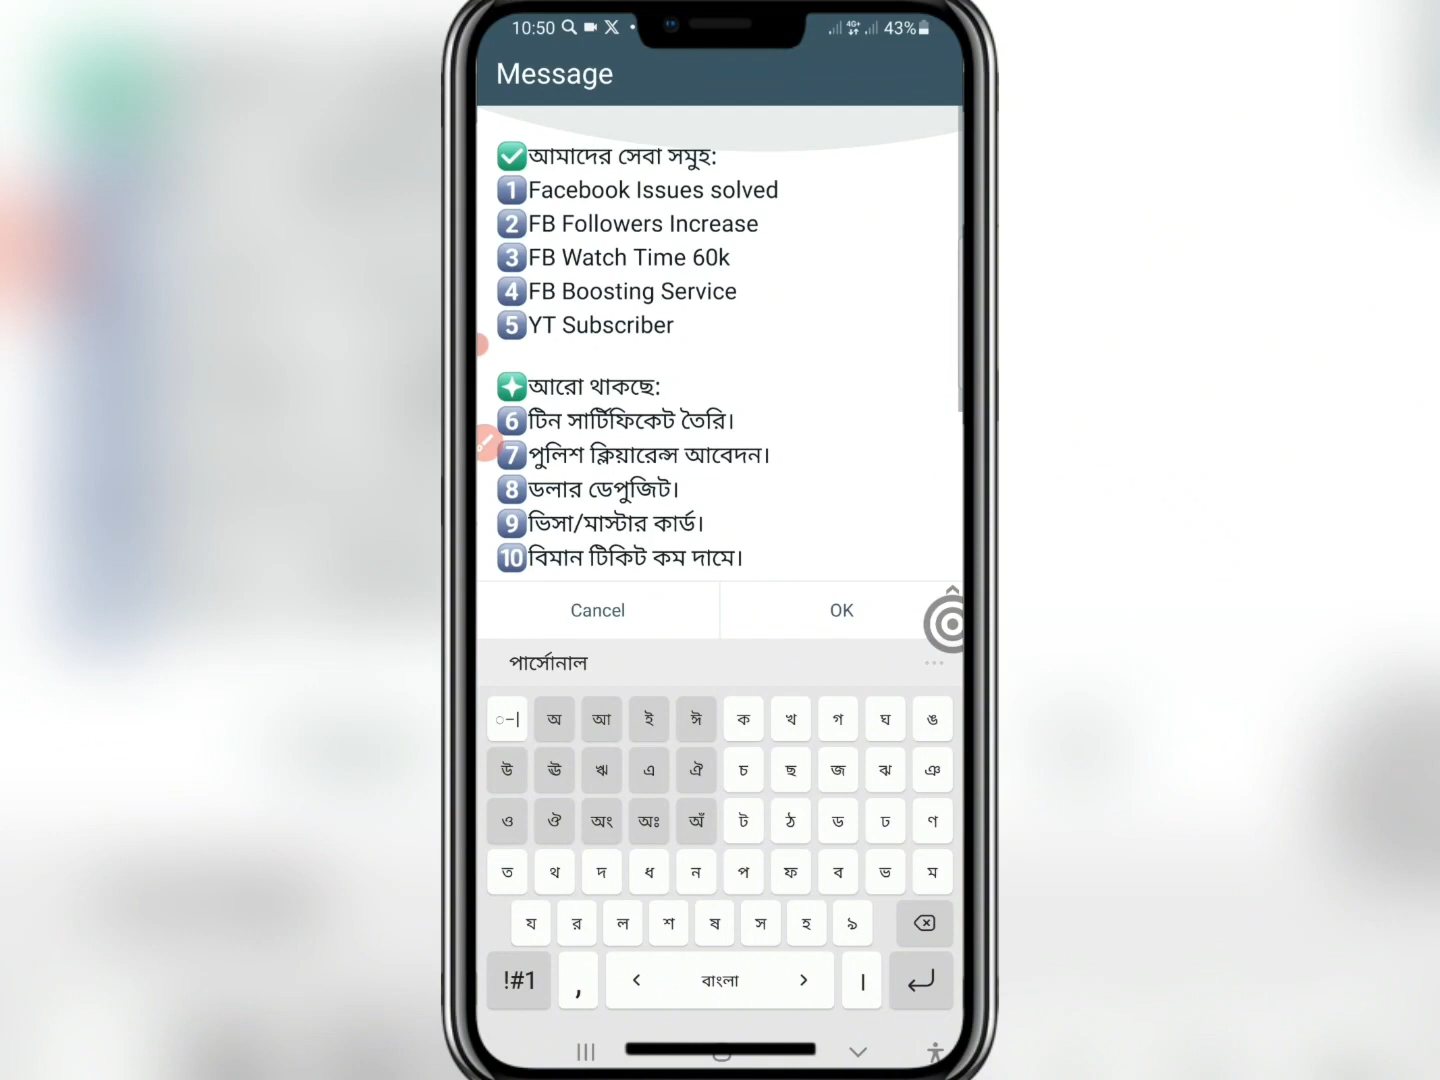 10:50 43%
Message
✅আমাদের সেবা সমুহ:
1️⃣Facebook Issues solved
2️⃣FB Followers Increase
3️⃣FB Watch Time 60k
4️⃣FB Boosting Service
5️⃣YT Subscriber
✨আরো থাকছে:
6️⃣টিন সার্টিফিকেট তৈরি।
7️⃣পুলিশ ক্লিয়ারেন্স আবেদন।
8️⃣ডলার ডেপুজিট।
9️⃣ভিসা/মাস্টার কার্ড।
🔟বিমান টিকিট কম দামে।
Cancel OK
পার্সোনাল
অ আ ই ঈ ক খ গ ঘ ঙ
উ ঊ ঋ এ ঐ চ ছ জ ঝ ঞ
ও ঔ অং অঃ অঁ ট ঠ ড ঢ ণ
ত থ দ ধ ন প ফ ব ভ ম
য র ল শ ষ স হ ৯
!#1 , < বাংলা > ।